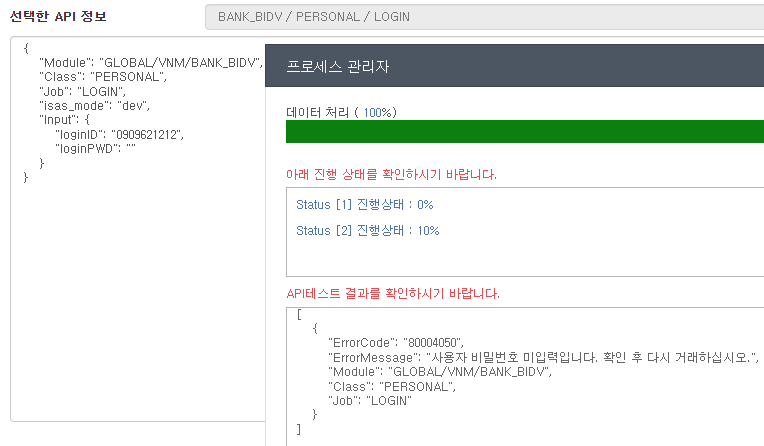 선택한 API 정보
BANK_BIDV / PERSONAL / LOGIN
{
"Module": "GLOBAL/VNM/BANK_BIDV",
"Class": "PERSONAL",
"Job": "LOGIN",
"isas_mode": "dev",
"Input": {
"loginID": "0909621212",
"loginPWD": ""
}
}
프로세스 관리자
데이터 처리 ( 100%)
아래 진행 상태를 확인하시기 바랍니다.
Status [1] 진행상태 : 0%
Status [2] 진행상태 : 10%
API테스트 결과를 확인하시기 바랍니다.
[
{
"ErrorCode": "80004050",
"ErrorMessage": "사용자 비밀번호 미입력입니다. 확인 후 다시 거래하십시오.",
"Module": "GLOBAL/VNM/BANK_BIDV",
"Class": "PERSONAL",
"Job": "LOGIN"
}
]